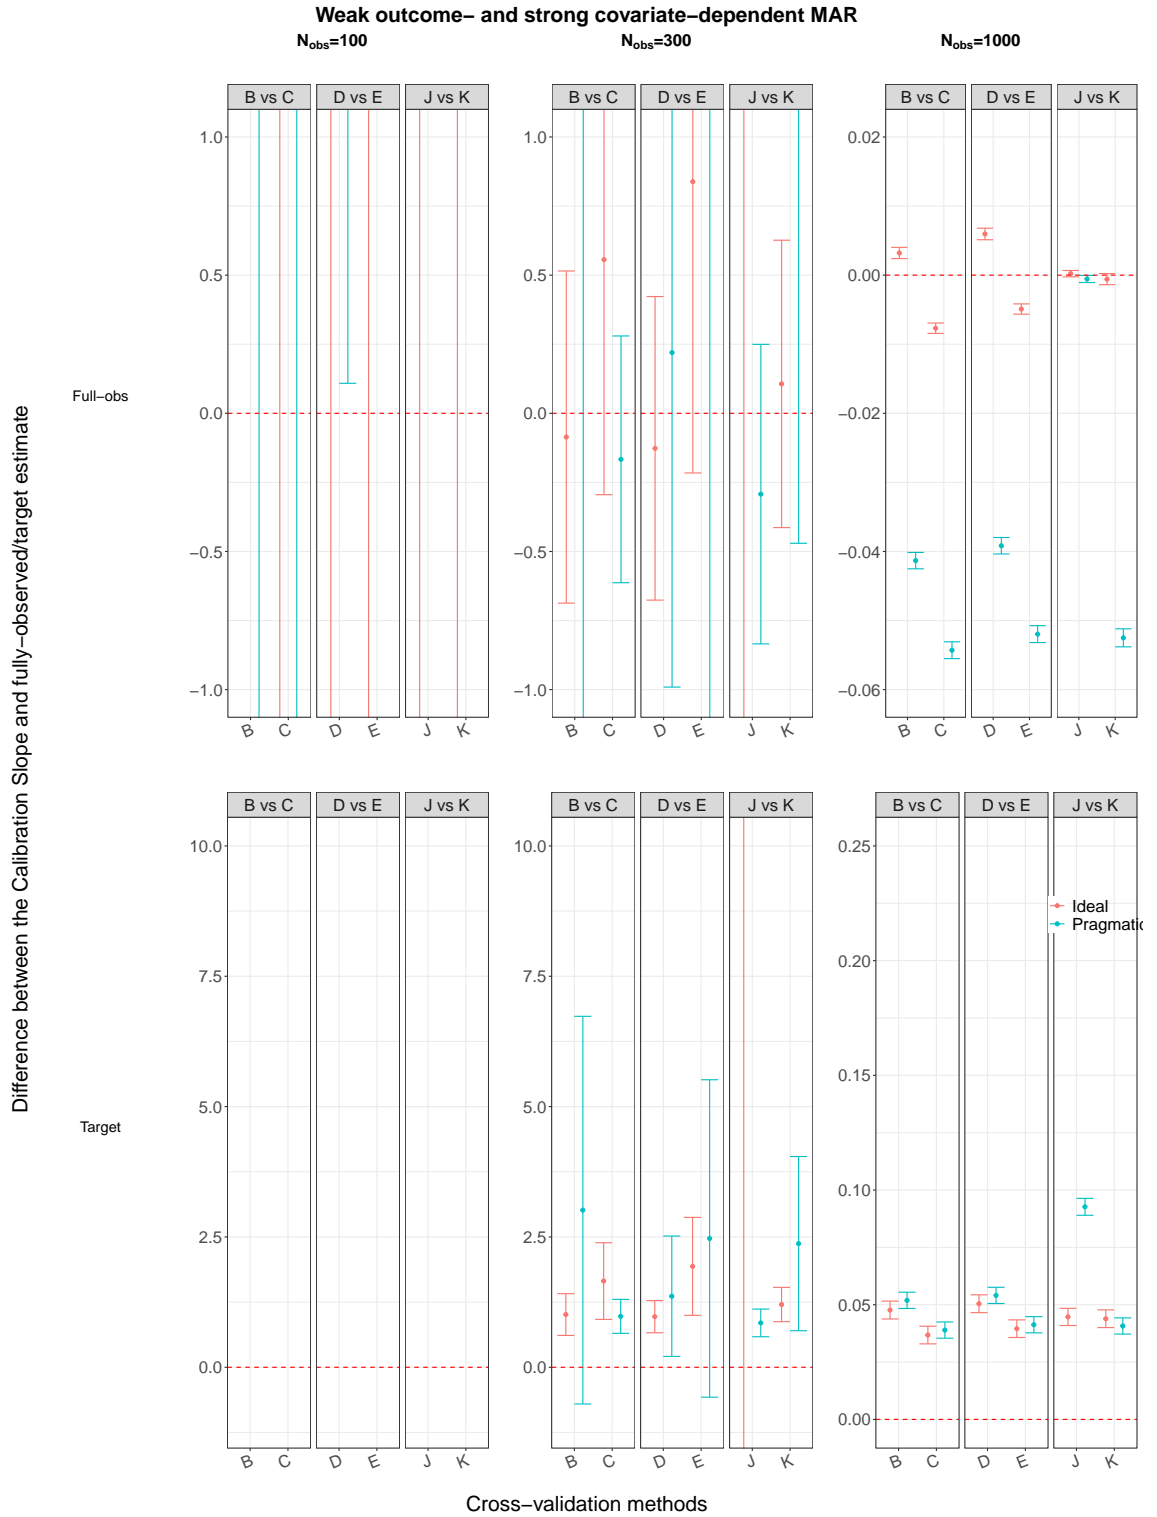 Weak outcome− and strong covariate−dependent MAR
Nobs=100 Nobs=300 Nobs=1000
B vs C D vs E J vs K B vs C D vs E J vs K B vs C D vs E J vs K
1.0 0.5 0.0 −0.5 −1.0
1.0 0.5 0.0 −0.5 −1.0
0.02 0.00 −0.02 −0.04 −0.06
Full−obs
B C D E J K B C D E J K B C D E J K
Difference between the Calibration Slope and fully−observed/target estimate
B vs C D vs E J vs K B vs C D vs E J vs K B vs C D vs E J vs K
10.0 7.5 5.0 2.5 0.0
10.0 7.5 5.0 2.5 0.0
0.25 0.20 0.15 0.10 0.05 0.00
Ideal
Pragmatic
Target
B C D E J K B C D E J K B C D E J K
Cross−validation methods